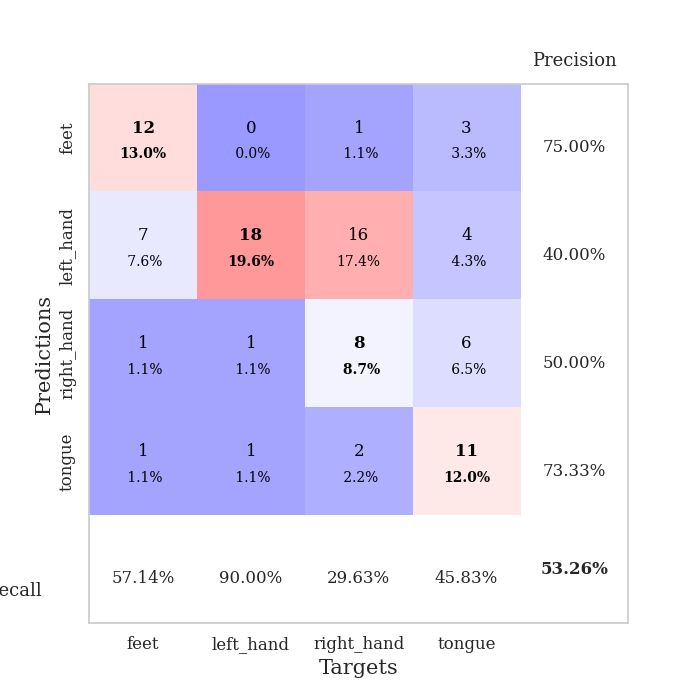 Precision
feet
12 0 1 3
13.0% 0.0% 1.1% 3.3%
75.00%
left_hand
7 18 16 4
7.6% 19.6% 17.4% 4.3%
40.00%
right_hand
1 1 8 6
1.1% 1.1% 8.7% 6.5%
50.00%
tongue
1 1 2 11
1.1% 1.1% 2.2% 12.0%
73.33%
Predictions
ecall
57.14% 90.00% 29.63% 45.83% 53.26%
feet left_hand right_hand tongue
Targets